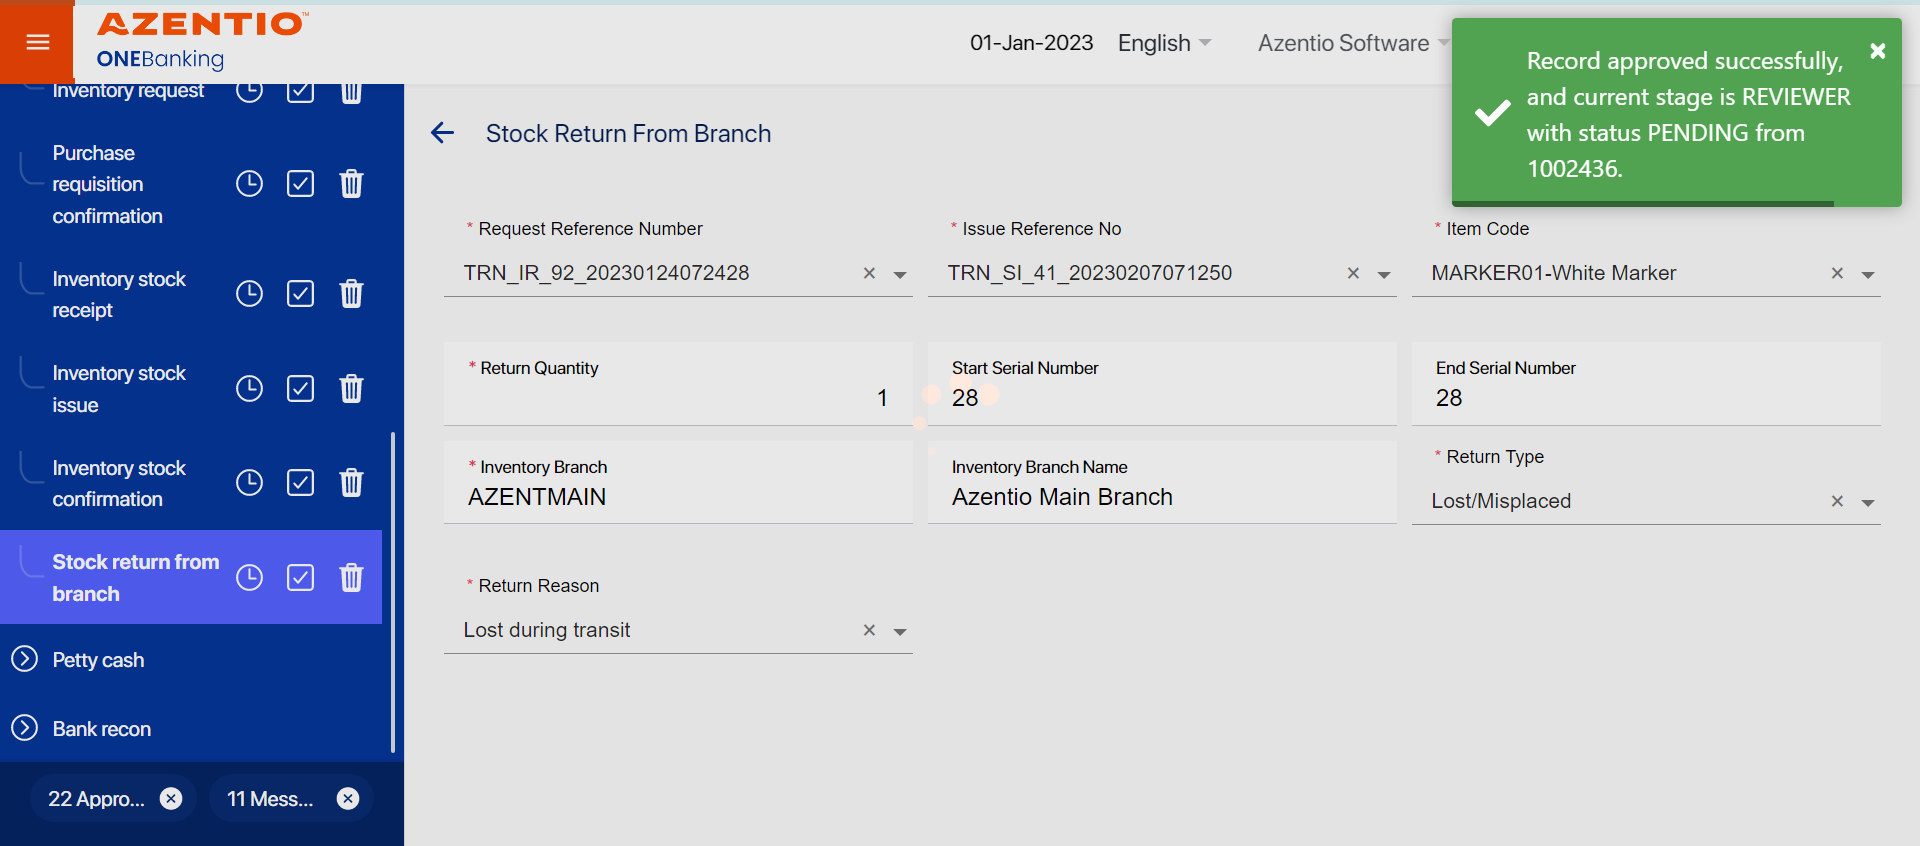 AZENTIO™
ONEBanking
01-Jan-2023
English
Azentio Software
Record approved successfully,
and current stage is REVIEWER
with status PENDING from
1002436.
Inventory request
Purchase
requisition
confirmation
Inventory stock
receipt
Inventory stock
issue
Inventory stock
confirmation
Stock return from
branch
Petty cash
Bank recon
22 Appro...
11 Mess...
Stock Return From Branch
* Request Reference Number
TRN_IR_92_20230124072428
* Issue Reference No
TRN_SI_41_20230207071250
* Item Code
MARKER01-White Marker
* Return Quantity
1
Start Serial Number
28
End Serial Number
28
* Inventory Branch
AZENTMAIN
Inventory Branch Name
Azentio Main Branch
* Return Type
Lost/Misplaced
* Return Reason
Lost during transit